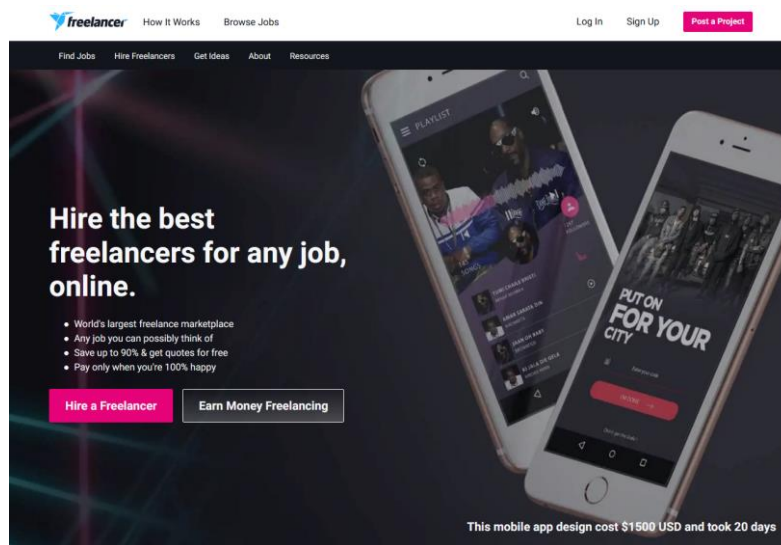 freelancer How It Works Browse Jobs Log In Sign Up Post a Project
Find Jobs Hire Freelancers Get Ideas About Resources
PLAYLIST
Hire the best
freelancers for any job,
online.
World's largest freelance marketplace
Any job you can possibly think of
Save up to 90% & get quotes for free
Pay only when you're 100% happy
Hire a Freelancer Earn Money Freelancing
SONGS
PUT ON
FOR YOUR
CITY
This mobile app design cost $1500 USD and took 20 days